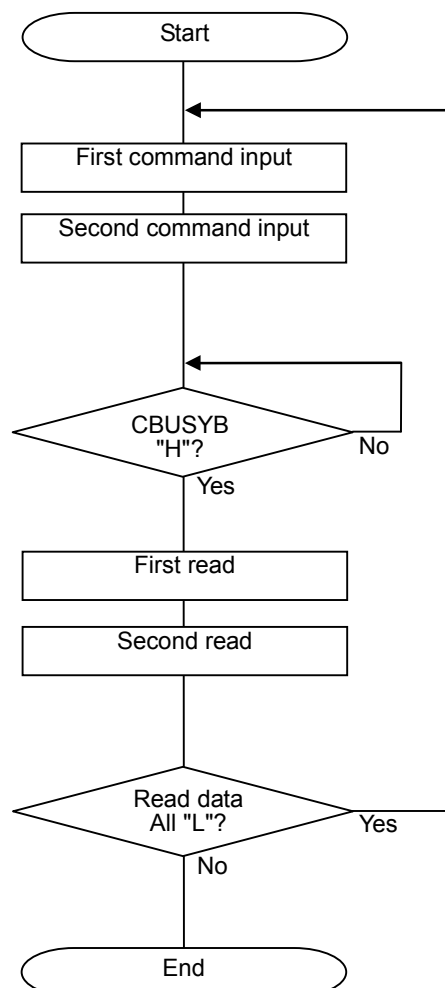 Start
First command input
Second command input
CBUSYB
"H"?
No
Yes
First read
Second read
Read data
All "L"?
Yes
No
End